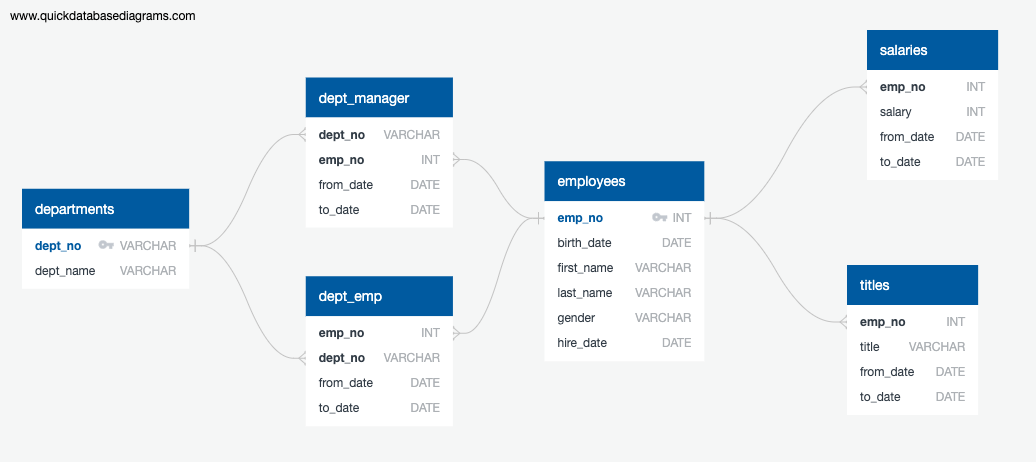 www.quickdatabasediagrams.com
departments
dept_no VARCHAR
dept_name VARCHAR
dept_manager
dept_no VARCHAR
emp_no INT
from_date DATE
to_date DATE
dept_emp
emp_no INT
dept_no VARCHAR
from_date DATE
to_date DATE
employees
emp_no INT
birth_date DATE
first_name VARCHAR
last_name VARCHAR
gender VARCHAR
hire_date DATE
salaries
emp_no INT
salary INT
from_date DATE
to_date DATE
titles
emp_no INT
title VARCHAR
from_date DATE
to_date DATE